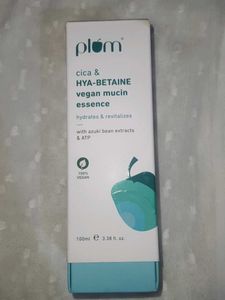 plúm®
cica &
HYA-BETAINE
vegan mucin
essence
hydrates & revitalizes
with azuki bean extracts
& ATP
100%
VEGAN
100ml ℮ 3.38 fl. oz.